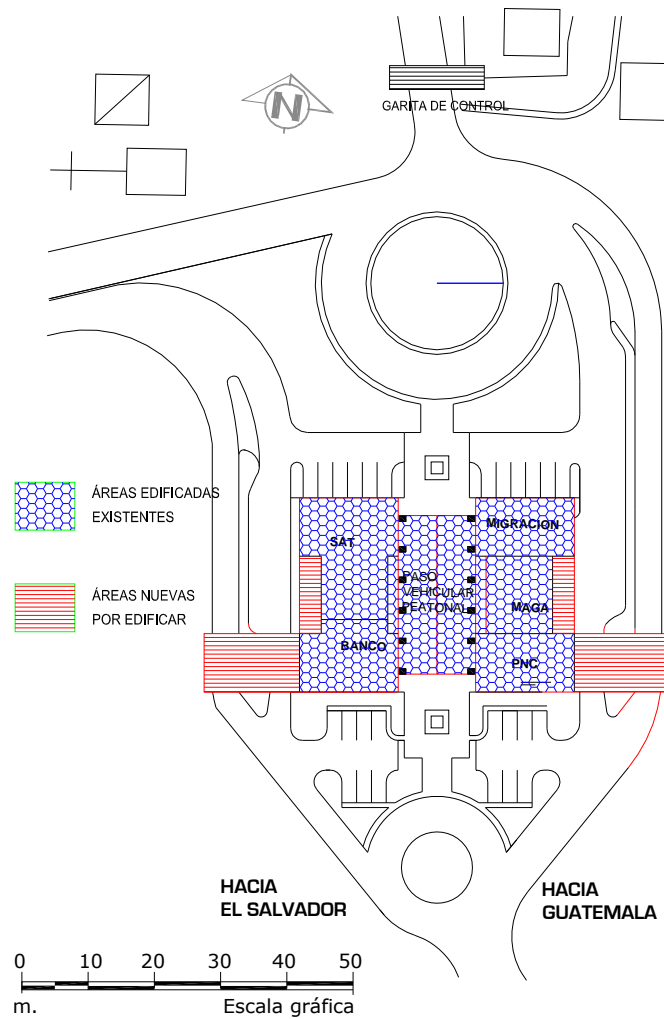 N
GARITA DE CONTROL
ÁREAS EDIFICADAS
EXISTENTES
SAT
MIGRACION
PASO
VEHICULAR
PEATONAL
MAGA
ÁREAS NUEVAS
POR EDIFICAR
BANCO
PNC
HACIA
EL SALVADOR
HACIA
GUATEMALA
0 10 20 30 40 50
m. Escala gráfica